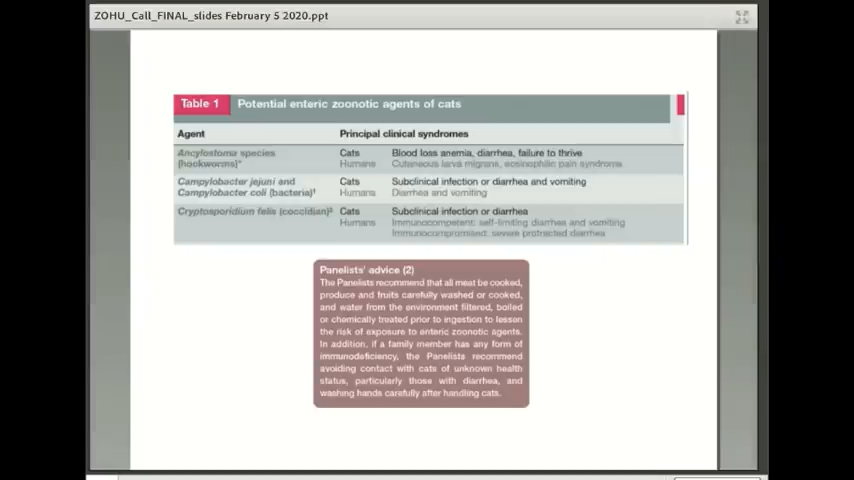 ZOHU_Call_FINAL_slides February 5 2020.ppt
Table 1 Potential enteric zoonotic agents of cats
Agent Principal clinical syndromes
Ancylostoma species Cats Blood loss anemia, diarrhea, failure to thrive
(hookworms)* Humans Cutaneous larva migrans, eosinophilic pain syndrome
Campylobacter jejuni and Cats Subclinical infection or diarrhea and vomiting
Campylobacter coli (bacteria)† Humans Diarrhea and vomiting
Cryptosporidium felis (coccidian)‡ Cats Subclinical infection or diarrhea
Humans Immunocompetent: self-limiting diarrhea and vomiting
Immunocompromised: severe protracted diarrhea
Panelists' advice (2)
The Panelists recommend that all meat be cooked,
produce and fruits carefully washed or cooked,
and water from the environment filtered, boiled
or chemically treated prior to ingestion to lessen
the risk of exposure to enteric zoonotic agents.
In addition, if a family member has any form of
immunodeficiency, the Panelists recommend
avoiding contact with cats of unknown health
status, particularly those with diarrhea, and
washing hands carefully after handling cats.